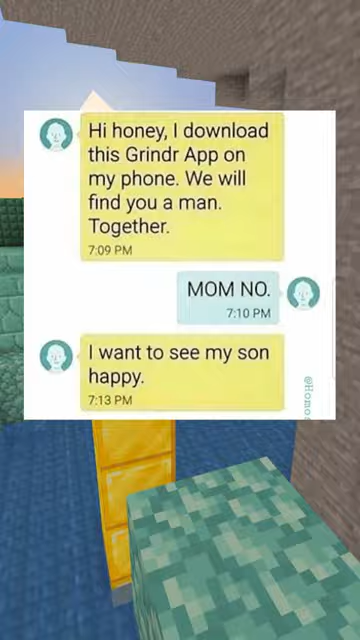 Hi honey, I download
this Grindr App on
my phone. We will
find you a man.
Together.
7:09 PM
MOM NO.
7:10 PM
I want to see my son
happy.
7:13 PM